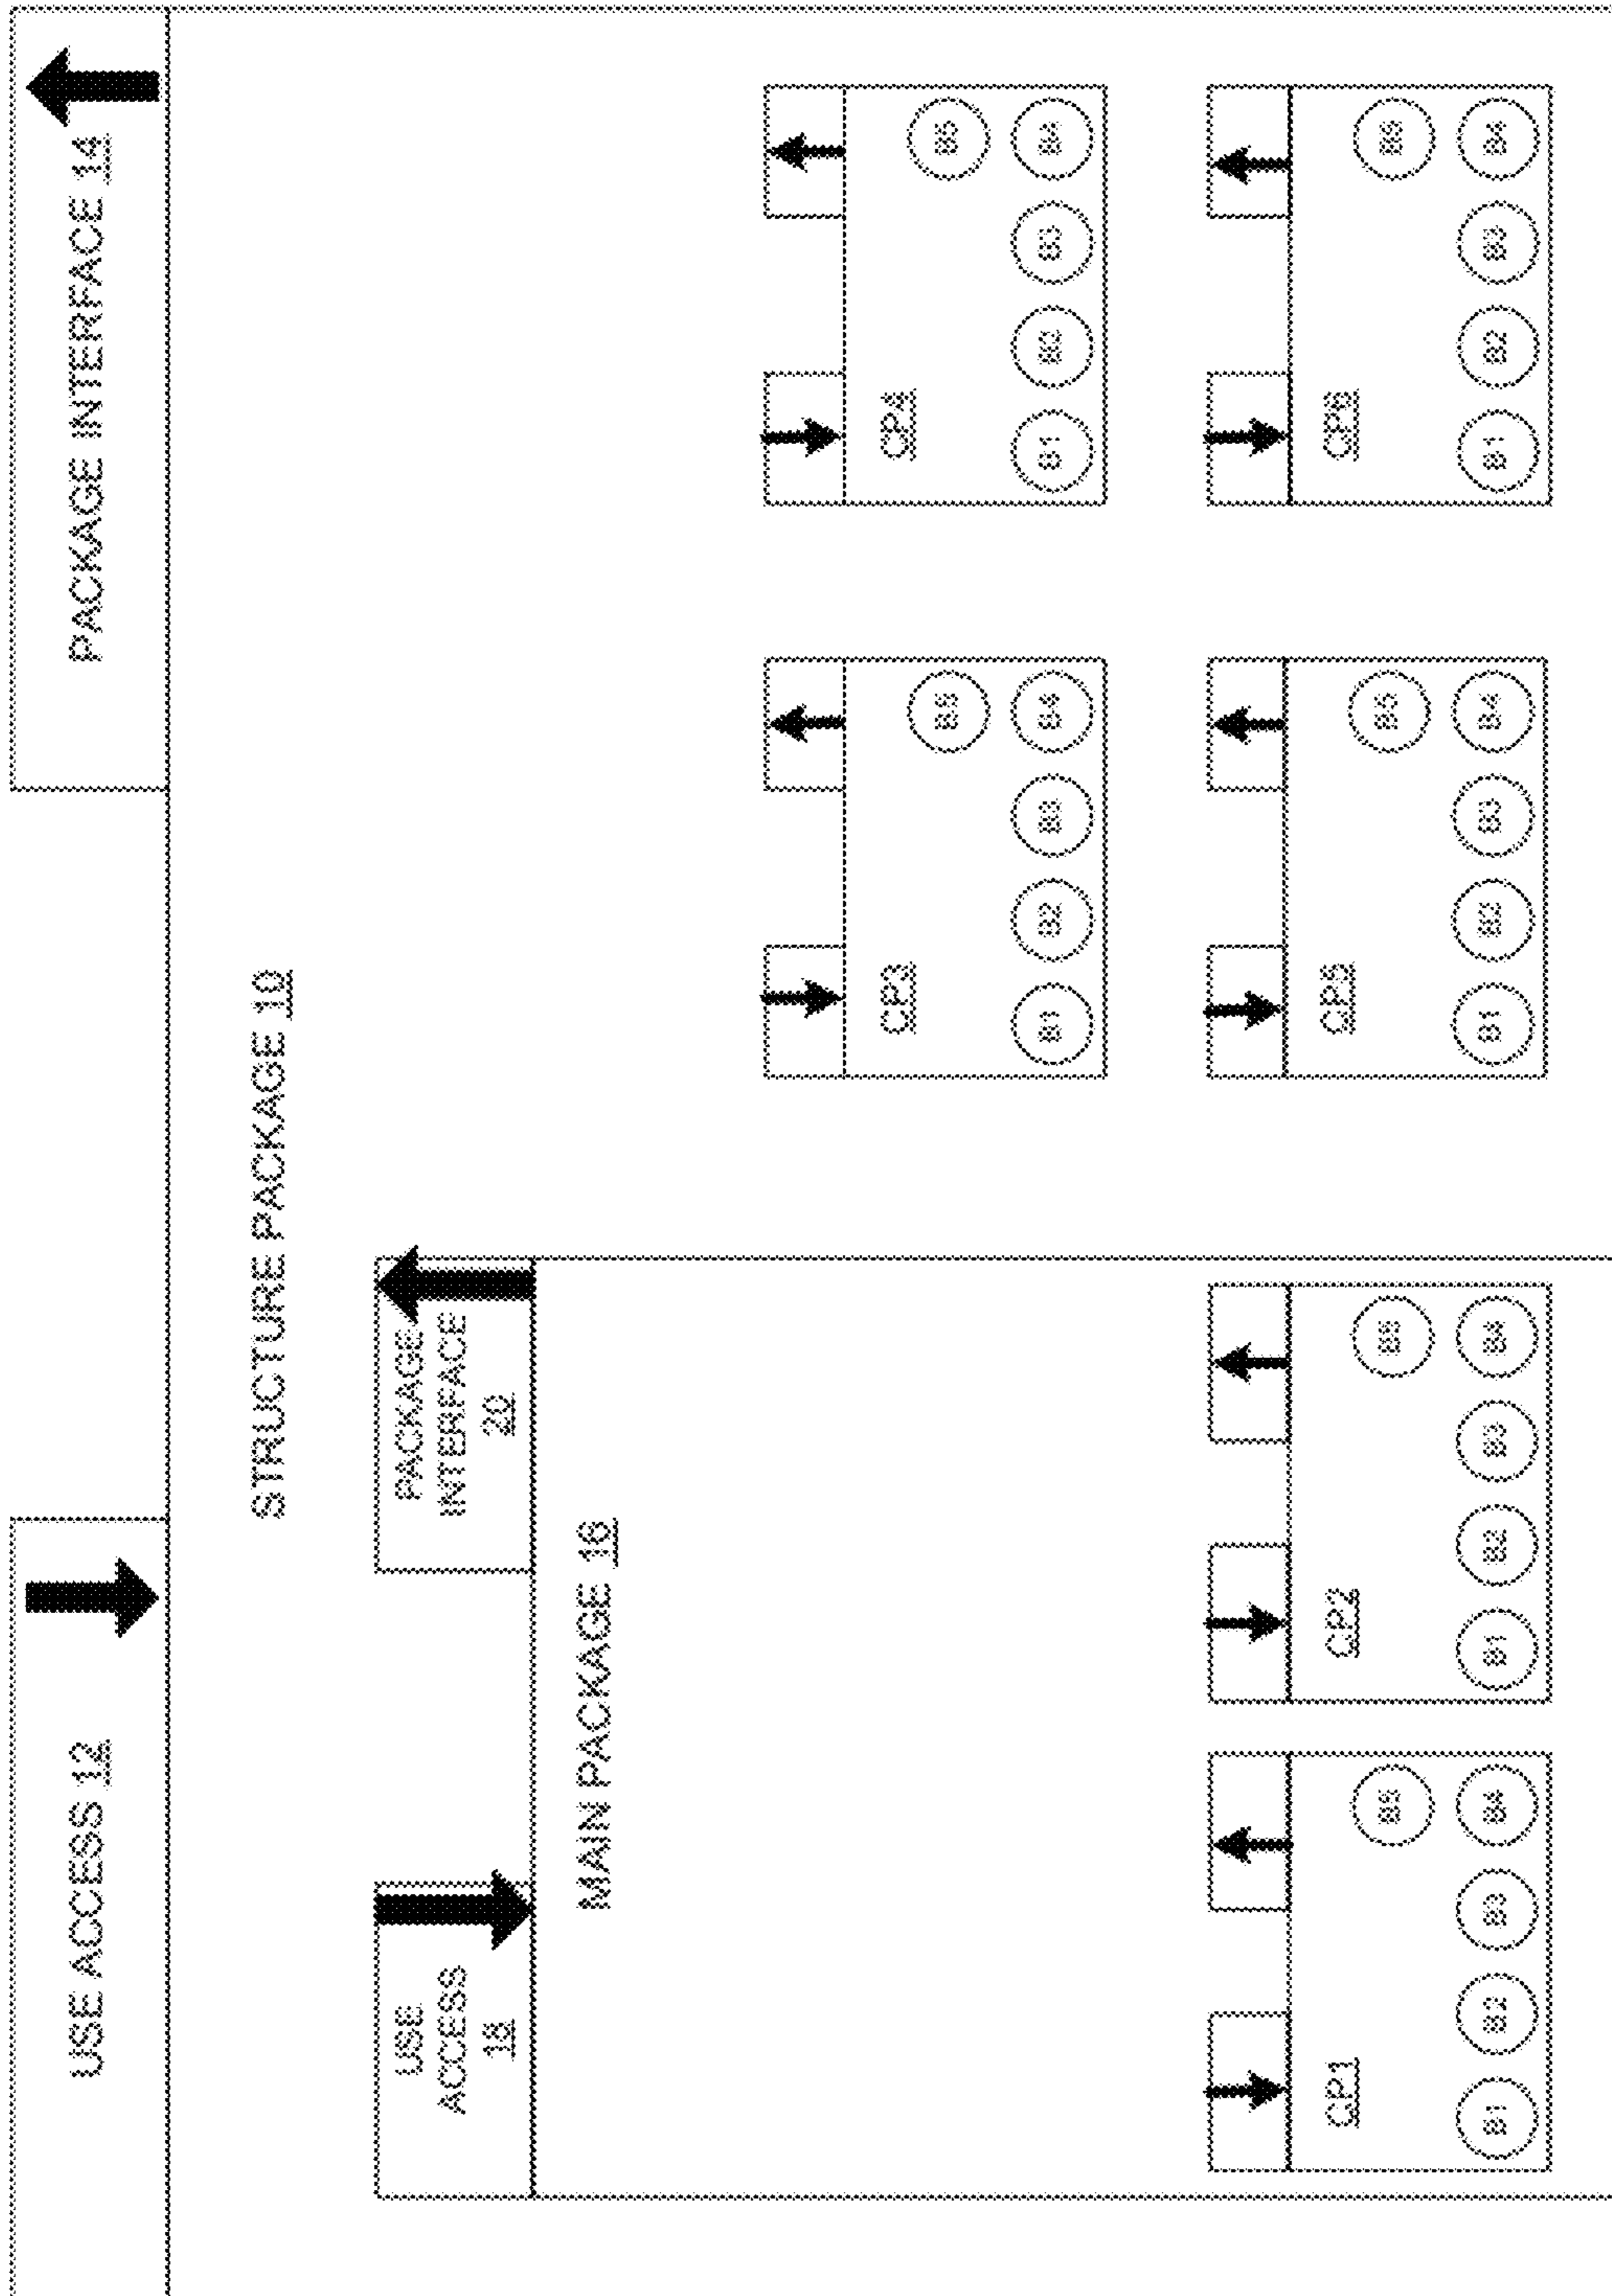 USE ACCESS 12
PACKAGE INTERFACE 14
STRUCTURE PACKAGE 10
USE
ACCESS
18
PACKAGE
INTERFACE
20
MAIN PACKAGE 16
CP3
B5
B1 B2 B3 B4
CP4
B5
B1 B2 B3 B4
CP1
B5
B1 B2 B3 B4
CP2
B5
B1 B2 B3 B4
CP5
B5
B1 B2 B3 B4
CP6
B5
B1 B2 B3 B4